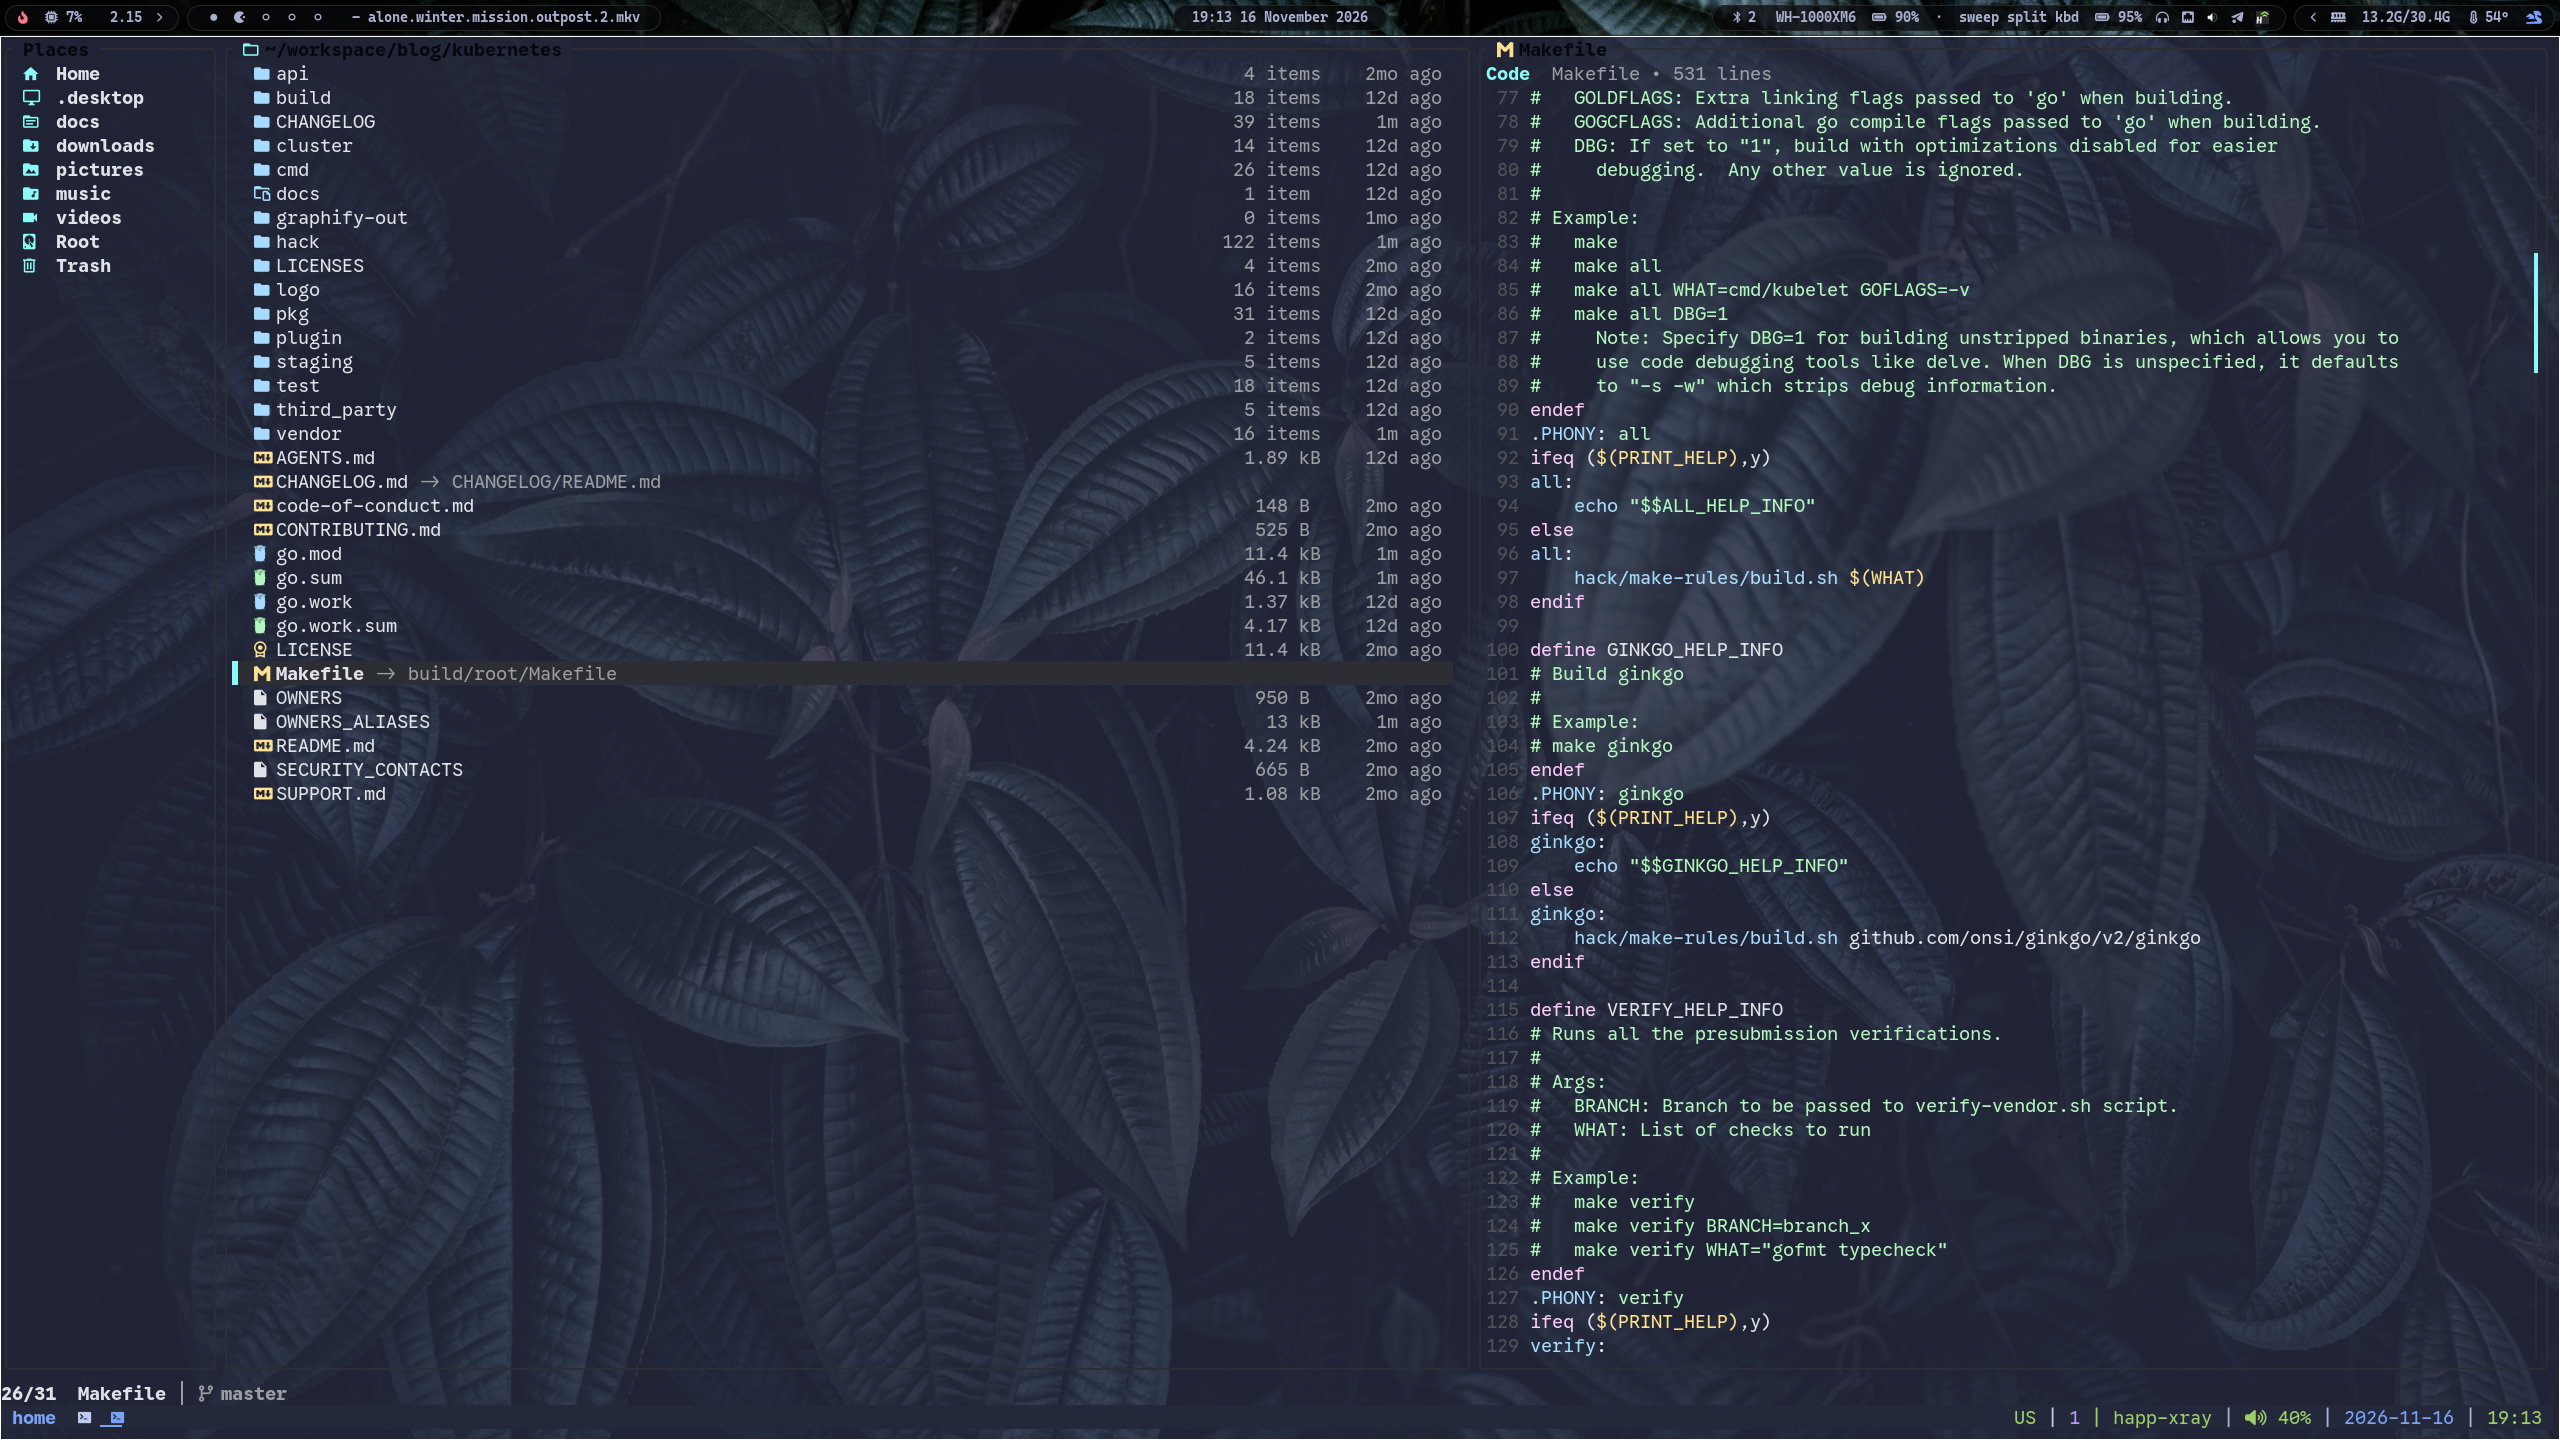 7% 2.15
– alone.winter.mission.outpost.2.mkv
19:13 16 November 2026
2 WH-1000XM6 90% · sweep split kbd 95%
13.2G/30.4G 54°
Places
Home
.desktop
docs
downloads
pictures
music
videos
Root
Trash
~/workspace/blog/kubernetes
api 4 items 2mo ago
build 18 items 12d ago
CHANGELOG 39 items 1m ago
cluster 14 items 12d ago
cmd 26 items 12d ago
docs 1 item 12d ago
graphify-out 0 items 1mo ago
hack 122 items 1m ago
LICENSES 4 items 2mo ago
logo 16 items 2mo ago
pkg 31 items 12d ago
plugin 2 items 12d ago
staging 5 items 12d ago
test 18 items 12d ago
third_party 5 items 12d ago
vendor 16 items 1m ago
AGENTS.md 1.89 kB 12d ago
CHANGELOG.md → CHANGELOG/README.md
code-of-conduct.md 148 B 2mo ago
CONTRIBUTING.md 525 B 2mo ago
go.mod 11.4 kB 1m ago
go.sum 46.1 kB 1m ago
go.work 1.37 kB 12d ago
go.work.sum 4.17 kB 12d ago
LICENSE 11.4 kB 2mo ago
Makefile → build/root/Makefile
OWNERS 950 B 2mo ago
OWNERS_ALIASES 13 kB 1m ago
README.md 4.24 kB 2mo ago
SECURITY_CONTACTS 665 B 2mo ago
SUPPORT.md 1.08 kB 2mo ago
Makefile
Code Makefile • 531 lines
77 #   GOLDFLAGS: Extra linking flags passed to 'go' when building.
78 #   GOGCFLAGS: Additional go compile flags passed to 'go' when building.
79 #   DBG: If set to "1", build with optimizations disabled for easier
80 #     debugging.  Any other value is ignored.
81 #
82 # Example:
83 #   make
84 #   make all
85 #   make all WHAT=cmd/kubelet GOFLAGS=-v
86 #   make all DBG=1
87 #     Note: Specify DBG=1 for building unstripped binaries, which allows you to
88 #     use code debugging tools like delve. When DBG is unspecified, it defaults
89 #     to "-s -w" which strips debug information.
90 endef
91 .PHONY: all
92 ifeq ($(PRINT_HELP),y)
93 all:
94     echo "$$ALL_HELP_INFO"
95 else
96 all:
97     hack/make-rules/build.sh $(WHAT)
98 endif
99
100 define GINKGO_HELP_INFO
101 # Build ginkgo
102 #
103 # Example:
104 # make ginkgo
105 endef
106 .PHONY: ginkgo
107 ifeq ($(PRINT_HELP),y)
108 ginkgo:
109     echo "$$GINKGO_HELP_INFO"
110 else
111 ginkgo:
112     hack/make-rules/build.sh github.com/onsi/ginkgo/v2/ginkgo
113 endif
114
115 define VERIFY_HELP_INFO
116 # Runs all the presubmission verifications.
117 #
118 # Args:
119 #   BRANCH: Branch to be passed to verify-vendor.sh script.
120 #   WHAT: List of checks to run
121 #
122 # Example:
123 #   make verify
124 #   make verify BRANCH=branch_x
125 #   make verify WHAT="gofmt typecheck"
126 endef
127 .PHONY: verify
128 ifeq ($(PRINT_HELP),y)
129 verify:
26/31 Makefile │ master
home
US | 1 | happ-xray | 40% | 2026-11-16 | 19:13